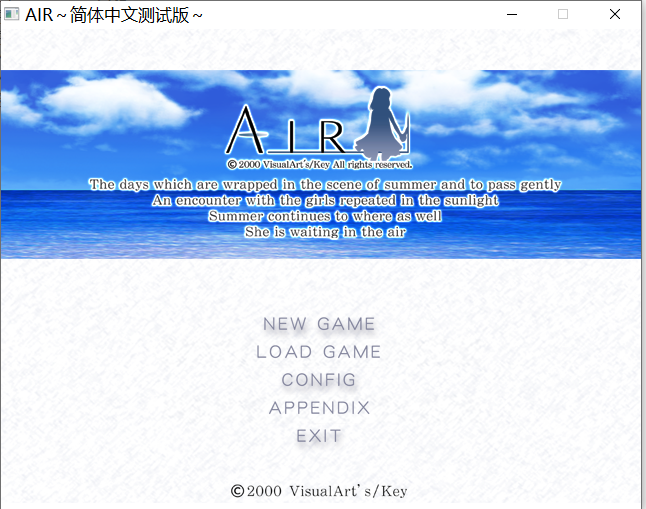 AIR～简体中文测试版～
AIR
©2000 VisualArt's/Key All rights reserved.
The days which are wrapped in the scene of summer and to pass gently
An encounter with the girls repeated in the sunlight
Summer continues to where as well
She is waiting in the air
NEW GAME
LOAD GAME
CONFIG
APPENDIX
EXIT
©2000 VisualArt's/Key